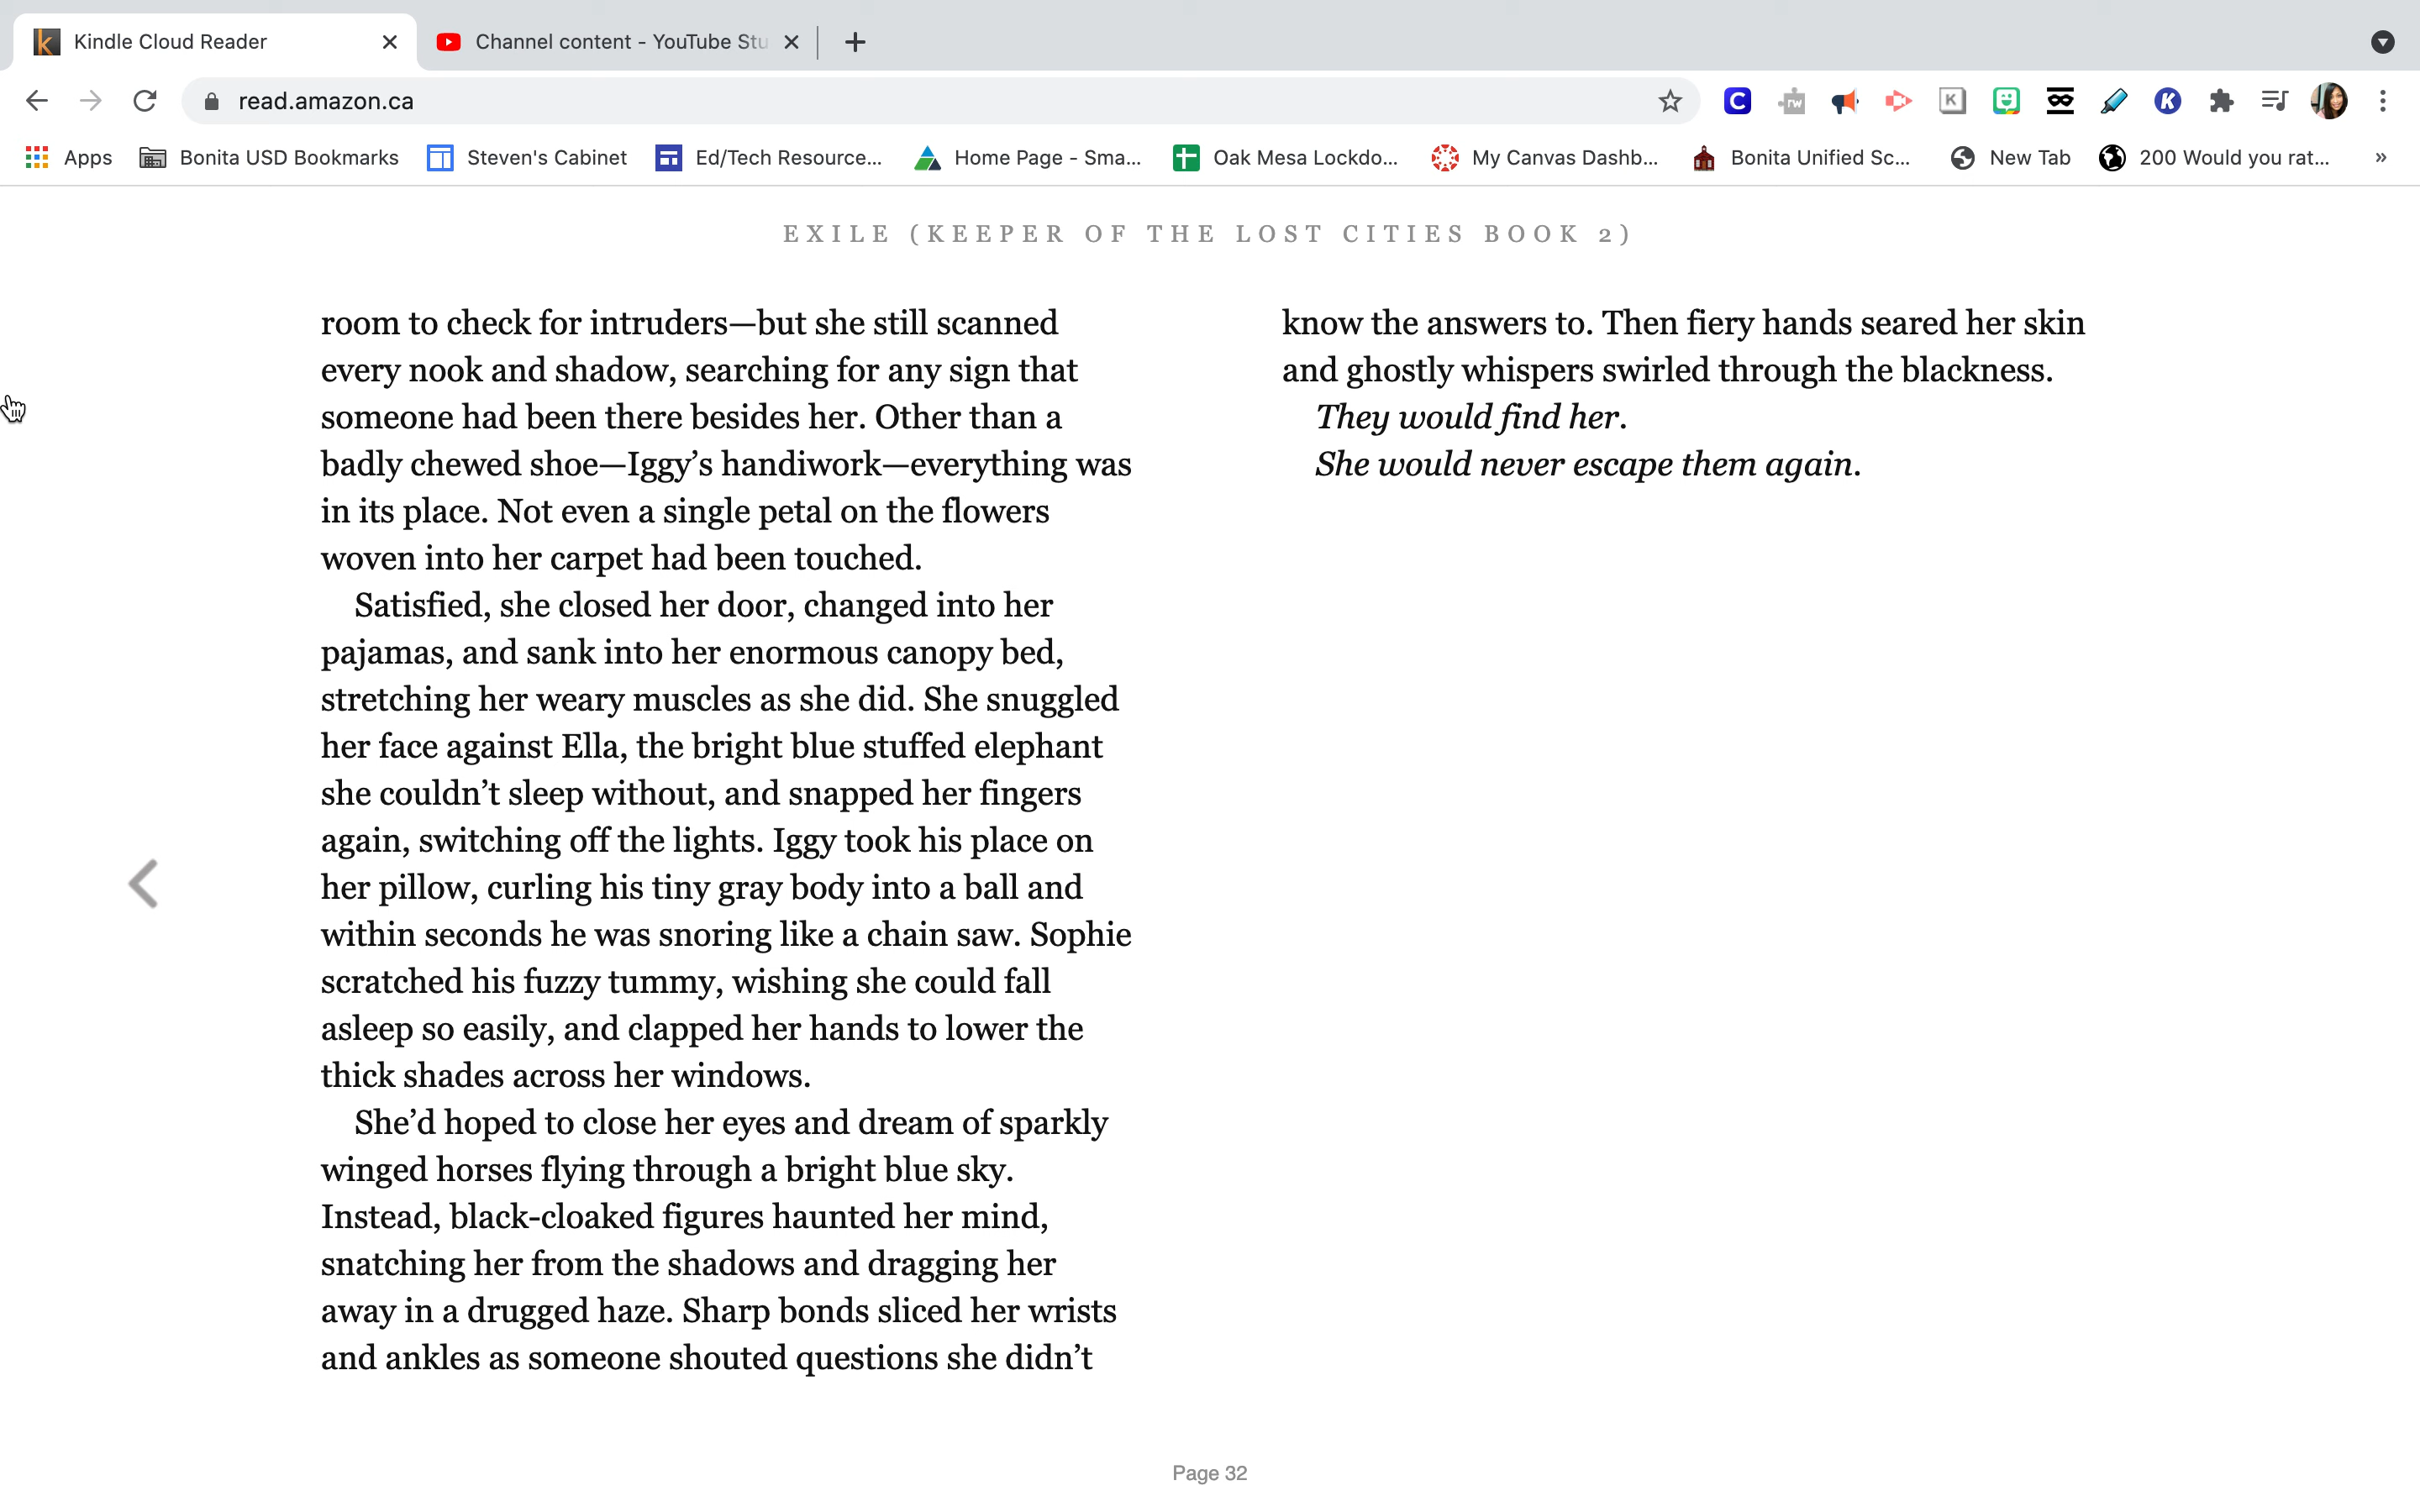 Kindle Cloud Reader
Channel content - YouTube Stu
read.amazon.ca
Apps
Bonita USD Bookmarks
Steven's Cabinet
Ed/Tech Resource...
Home Page - Sma...
Oak Mesa Lockdo...
My Canvas Dashb...
Bonita Unified Sc...
New Tab
200 Would you rat...
EXILE (KEEPER OF THE LOST CITIES BOOK 2)
room to check for intruders—but she still scanned
every nook and shadow, searching for any sign that
someone had been there besides her. Other than a
badly chewed shoe—Iggy’s handiwork—everything was
in its place. Not even a single petal on the flowers
woven into her carpet had been touched.
Satisfied, she closed her door, changed into her
pajamas, and sank into her enormous canopy bed,
stretching her weary muscles as she did. She snuggled
her face against Ella, the bright blue stuffed elephant
she couldn’t sleep without, and snapped her fingers
again, switching off the lights. Iggy took his place on
her pillow, curling his tiny gray body into a ball and
within seconds he was snoring like a chain saw. Sophie
scratched his fuzzy tummy, wishing she could fall
asleep so easily, and clapped her hands to lower the
thick shades across her windows.
She’d hoped to close her eyes and dream of sparkly
winged horses flying through a bright blue sky.
Instead, black-cloaked figures haunted her mind,
snatching her from the shadows and dragging her
away in a drugged haze. Sharp bonds sliced her wrists
and ankles as someone shouted questions she didn’t
know the answers to. Then fiery hands seared her skin
and ghostly whispers swirled through the blackness.
They would find her.
She would never escape them again.
Page 32